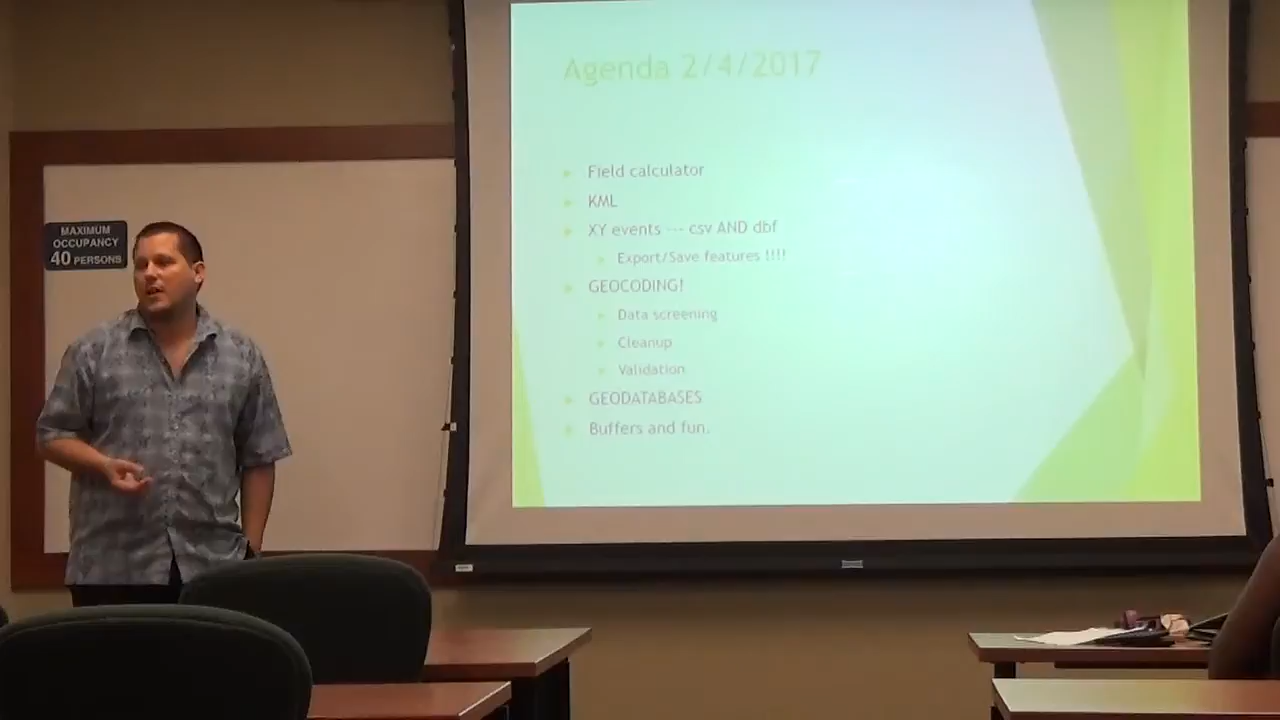 Agenda 2/4/2017
Field calculator
KML
XY events --- csv AND dbf
Export/Save features !!!!
GEOCODING!
Data screening
Cleanup
Validation
GEODATABASES
Buffers and fun.
MAXIMUM
OCCUPANCY
40 PERSONS